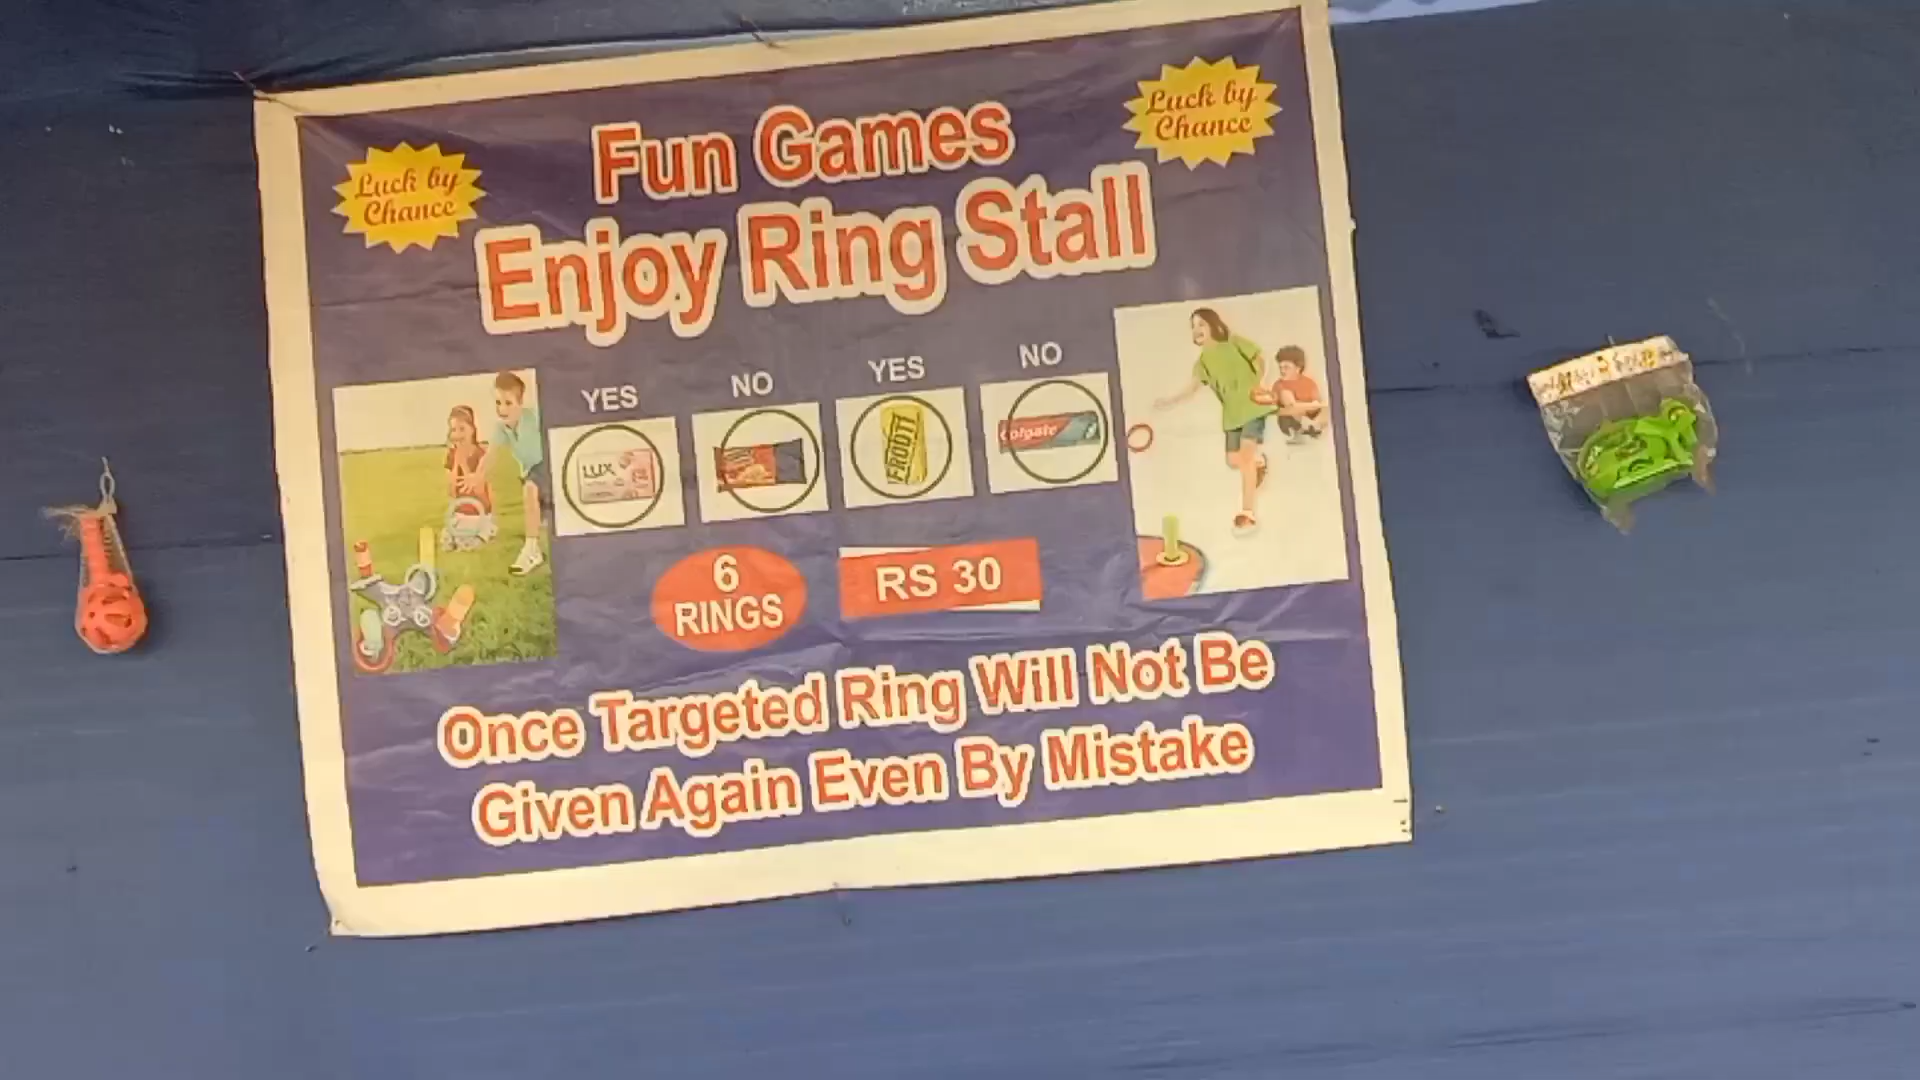 Luck by
Chance
Luck by
Chance
Fun Games
Enjoy Ring Stall
YES
NO
YES
NO
LUX
FROOTI
Colgate
6
RINGS
RS 30
Once Targeted Ring Will Not Be
Given Again Even By Mistake